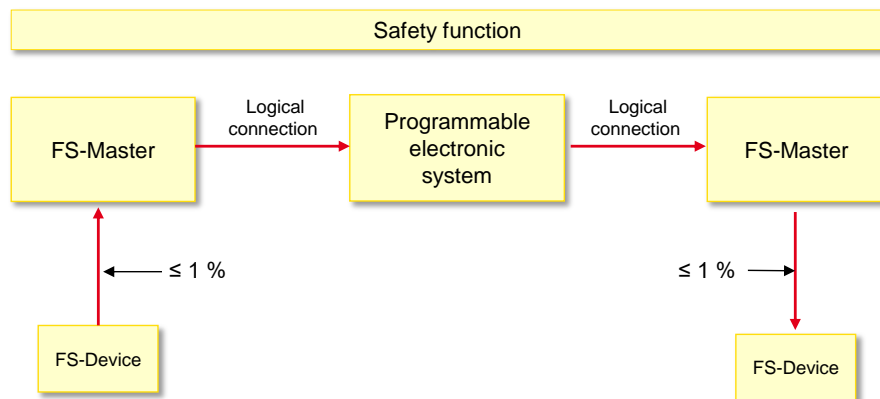 Safety function
FS-Master
Logical
connection
Programmable
electronic
system
Logical
connection
FS-Master
≤ 1 %
≤ 1 %
FS-Device
FS-Device